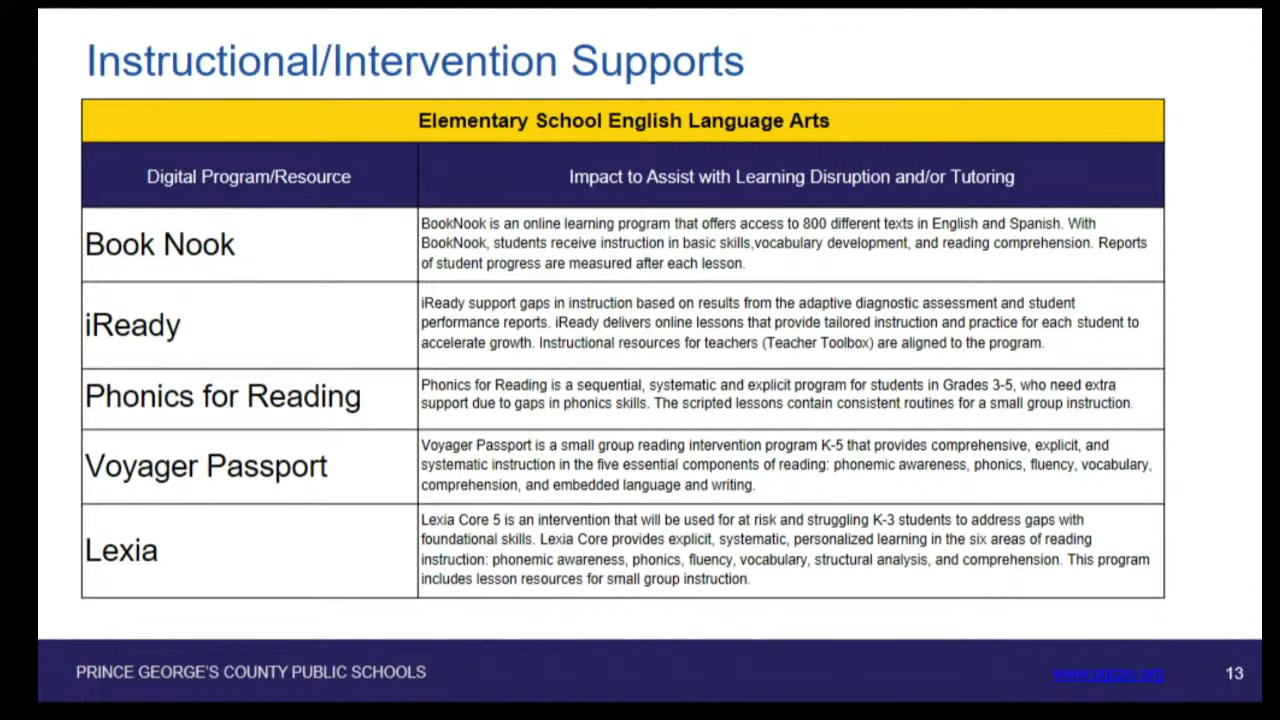 Instructional/Intervention Supports
Elementary School English Language Arts
Digital Program/Resource
Impact to Assist with Learning Disruption and/or Tutoring
Book Nook
BookNook is an online learning program that offers access to 800 different texts in English and Spanish. With
BookNook, students receive instruction in basic skills,vocabulary development, and reading comprehension. Reports
of student progress are measured after each lesson.
iReady
iReady support gaps in instruction based on results from the adaptive diagnostic assessment and student
performance reports. iReady delivers online lessons that provide tailored instruction and practice for each student to
accelerate growth. Instructional resources for teachers (Teacher Toolbox) are aligned to the program.
Phonics for Reading
Phonics for Reading is a sequential, systematic and explicit program for students in Grades 3-5, who need extra
support due to gaps in phonics skills. The scripted lessons contain consistent routines for a small group instruction.
Voyager Passport
Voyager Passport is a small group reading intervention program K-5 that provides comprehensive, explicit, and
systematic instruction in the five essential components of reading: phonemic awareness, phonics, fluency, vocabulary,
comprehension, and embedded language and writing.
Lexia
Lexia Core 5 is an intervention that will be used for at risk and struggling K-3 students to address gaps with
foundational skills. Lexia Core provides explicit, systematic, personalized learning in the six areas of reading
instruction: phonemic awareness, phonics, fluency, vocabulary, structural analysis, and comprehension. This program
includes lesson resources for small group instruction.
PRINCE GEORGE'S COUNTY PUBLIC SCHOOLS
13